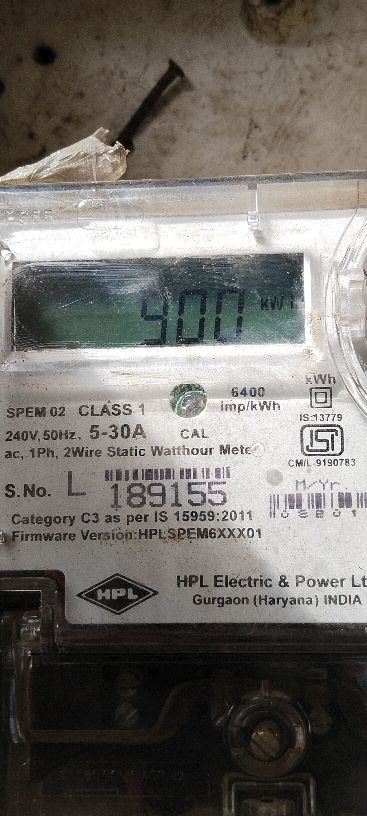 900 kWh
6400
imp/kWh
kWh
SPEM 02 CLASS 1
IS:13779
240V, 50Hz, 5-30A CAL
ac, 1Ph, 2Wire Static Watthour Meter
CM/L-9190783
S.No. L 189155
M/Yr.
Category C3 as per IS 15959:2011
Firmware Version:HPLSPEM6XXX01
HPL
HPL Electric & Power Lt
Gurgaon (Haryana) INDIA